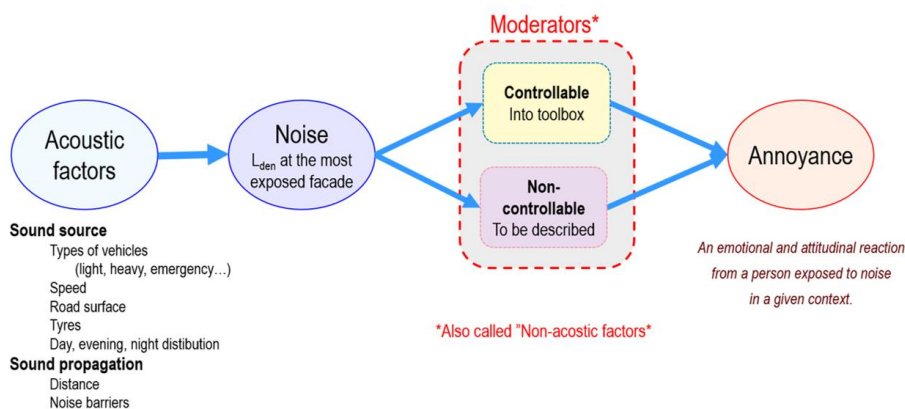 Moderators*
Acoustic
factors
Noise
Lden at the most
exposed facade
Controllable
Into toolbox
Non-
controllable
To be described
Annoyance
Sound source
Types of vehicles
(light, heavy, emergency…)
Speed
Road surface
Tyres
Day, evening, night distibution
Sound propagation
Distance
Noise barriers
*Also called ”Non-acostic factors*
An emotional and attitudinal reaction
from a person exposed to noise
in a given context.